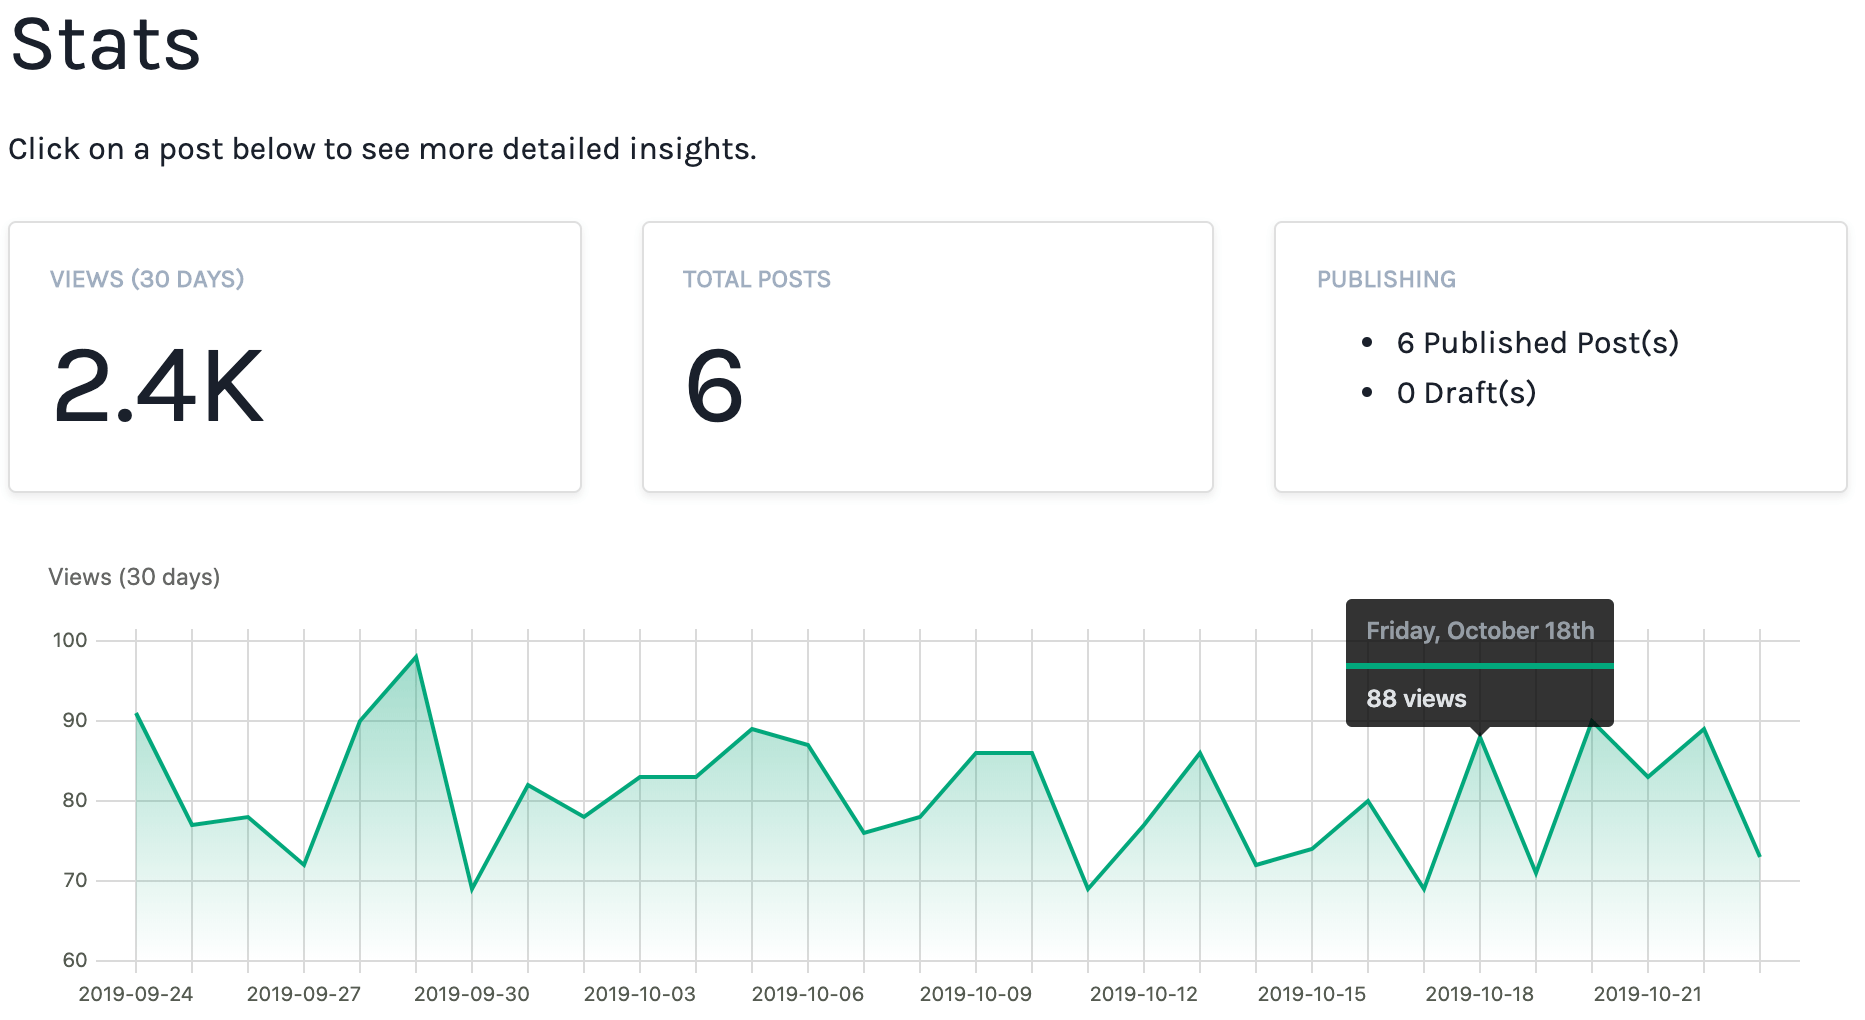 Stats
Click on a post below to see more detailed insights.
VIEWS (30 DAYS)
2.4K
TOTAL POSTS
6
PUBLISHING
• 6 Published Post(s)
• 0 Draft(s)
Views (30 days)
Friday, October 18th
88 views
100
90
80
70
60
2019-09-24 2019-09-27 2019-09-30 2019-10-03 2019-10-06 2019-10-09 2019-10-12 2019-10-15 2019-10-18 2019-10-21